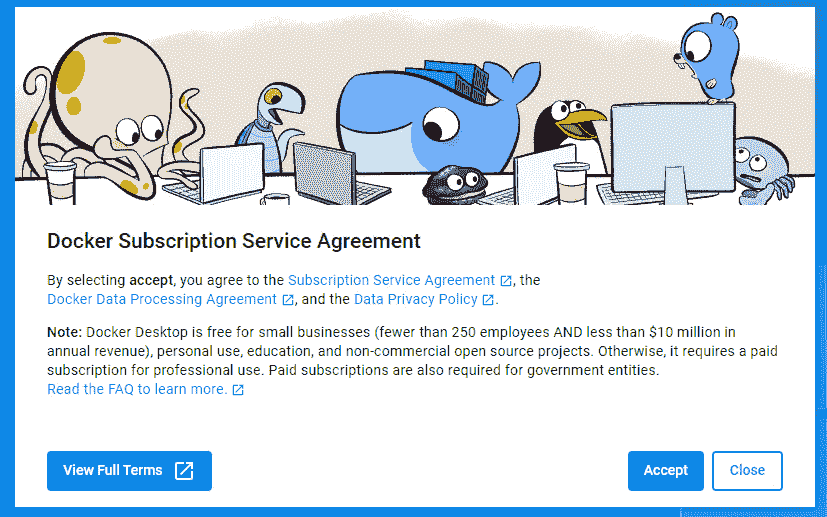 Docker Subscription Service Agreement
By selecting accept, you agree to the Subscription Service Agreement, the
Docker Data Processing Agreement, and the Data Privacy Policy.
Note: Docker Desktop is free for small businesses (fewer than 250 employees AND less than $10 million in
annual revenue), personal use, education, and non-commercial open source projects. Otherwise, it requires a paid
subscription for professional use. Paid subscriptions are also required for government entities.
Read the FAQ to learn more.
View Full Terms
Accept
Close